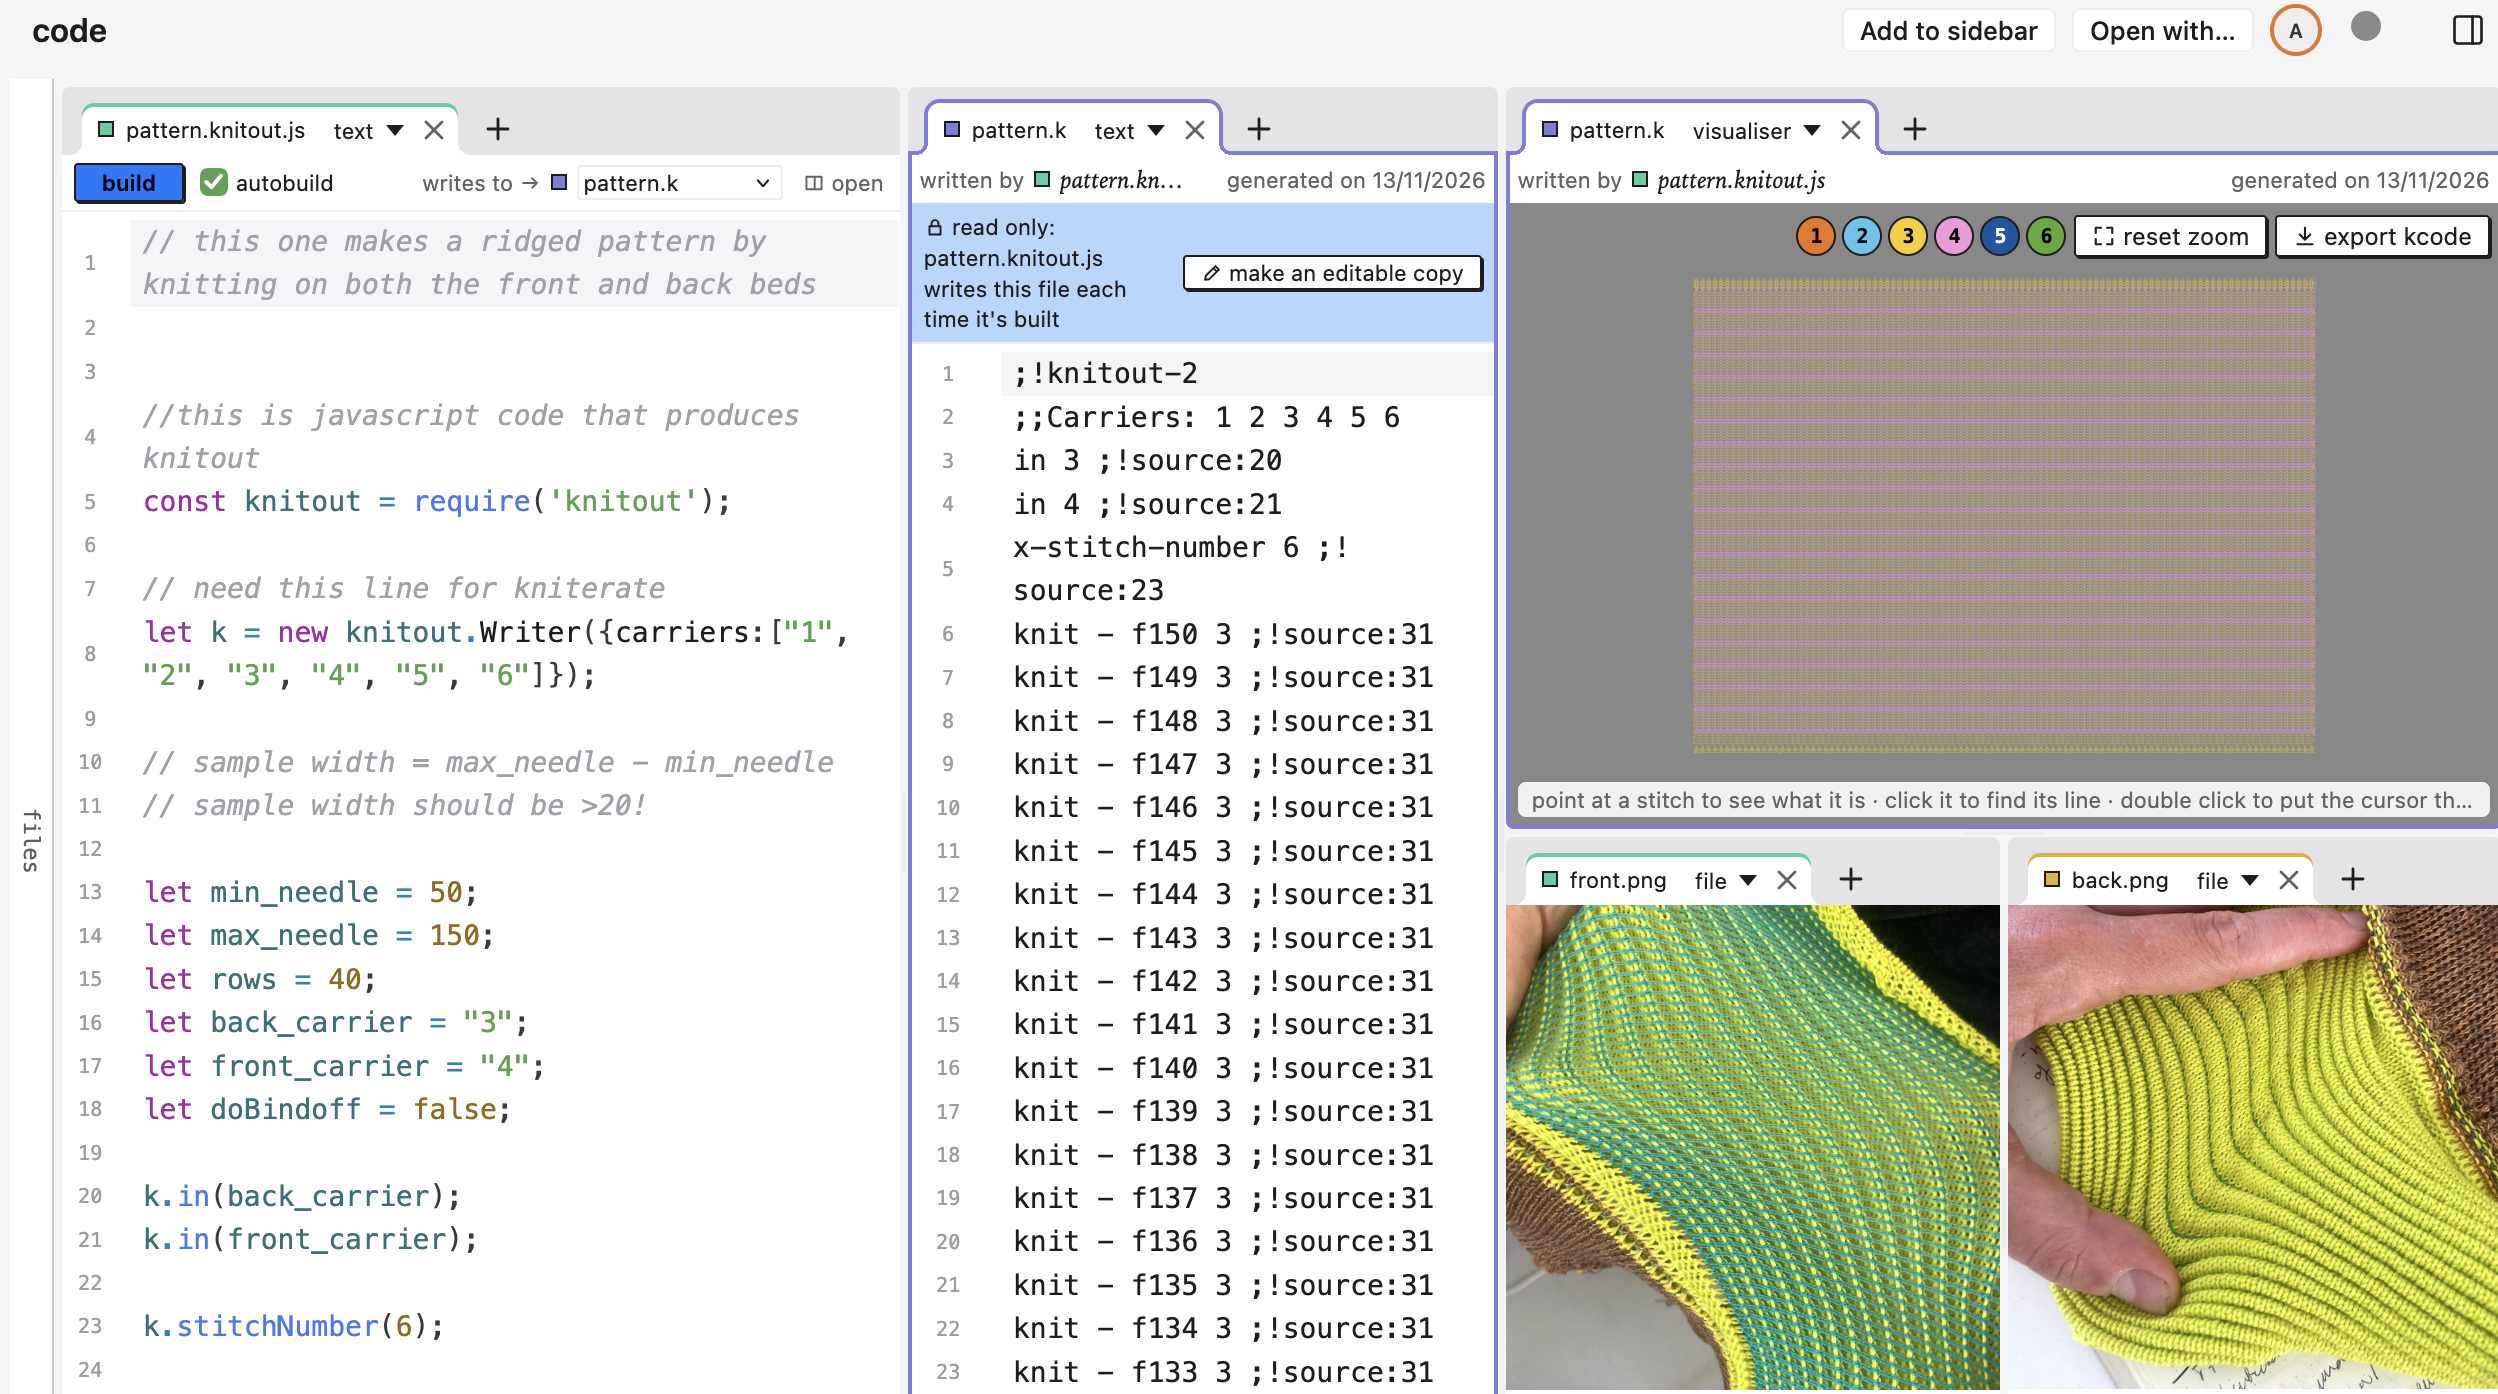 code
Add to sidebar
Open with...
A
files
pattern.knitout.js text
build
autobuild
writes to → pattern.k
open
1 // this one makes a ridged pattern by
knitting on both the front and back beds
2
3
4 //this is javascript code that produces
knitout
5 const knitout = require('knitout');
6
7 // need this line for kniterate
8 let k = new knitout.Writer({carriers:["1",
"2", "3", "4", "5", "6"]});
9
10 // sample width = max_needle - min_needle
11 // sample width should be >20!
12
13 let min_needle = 50;
14 let max_needle = 150;
15 let rows = 40;
16 let back_carrier = "3";
17 let front_carrier = "4";
18 let doBindoff = false;
19
20 k.in(back_carrier);
21 k.in(front_carrier);
22
23 k.stitchNumber(6);
24
pattern.k text
written by pattern.kn...
generated on 13/11/2026
read only:
pattern.knitout.js
writes this file each
time it's built
make an editable copy
1 ;!knitout-2
2 ;;Carriers: 1 2 3 4 5 6
3 in 3 ;!source:20
4 in 4 ;!source:21
5 x-stitch-number 6 ;!
source:23
6 knit - f150 3 ;!source:31
7 knit - f149 3 ;!source:31
8 knit - f148 3 ;!source:31
9 knit - f147 3 ;!source:31
10 knit - f146 3 ;!source:31
11 knit - f145 3 ;!source:31
12 knit - f144 3 ;!source:31
13 knit - f143 3 ;!source:31
14 knit - f142 3 ;!source:31
15 knit - f141 3 ;!source:31
16 knit - f140 3 ;!source:31
17 knit - f139 3 ;!source:31
18 knit - f138 3 ;!source:31
19 knit - f137 3 ;!source:31
20 knit - f136 3 ;!source:31
21 knit - f135 3 ;!source:31
22 knit - f134 3 ;!source:31
23 knit - f133 3 ;!source:31
pattern.k visualiser
written by pattern.knitout.js
generated on 13/11/2026
1 2 3 4 5 6
reset zoom
export kcode
point at a stitch to see what it is · click it to find its line · double click to put the cursor th...
front.png file
back.png file